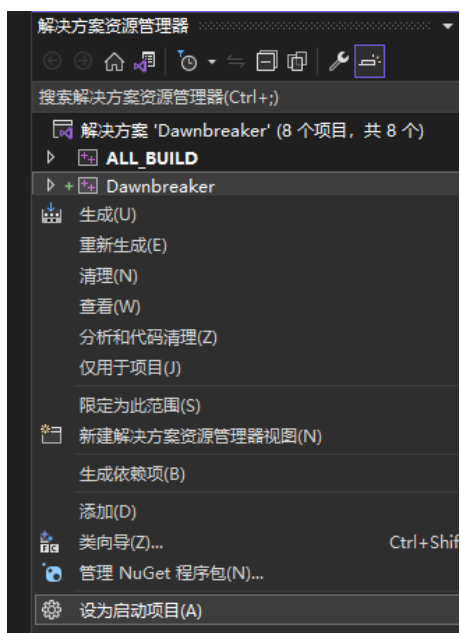 解决方案资源管理器
搜索解决方案资源管理器(Ctrl+;)
解决方案 'Dawnbreaker' (8 个项目，共 8 个)
ALL_BUILD
Dawnbreaker
生成(U)
重新生成(E)
清理(N)
查看(W)
分析和代码清理(Z)
仅用于项目(J)
限定为此范围(S)
新建解决方案资源管理器视图(N)
生成依赖项(B)
添加(D)
类向导(Z)... Ctrl+Shif
管理 NuGet 程序包(N)...
设为启动项目(A)